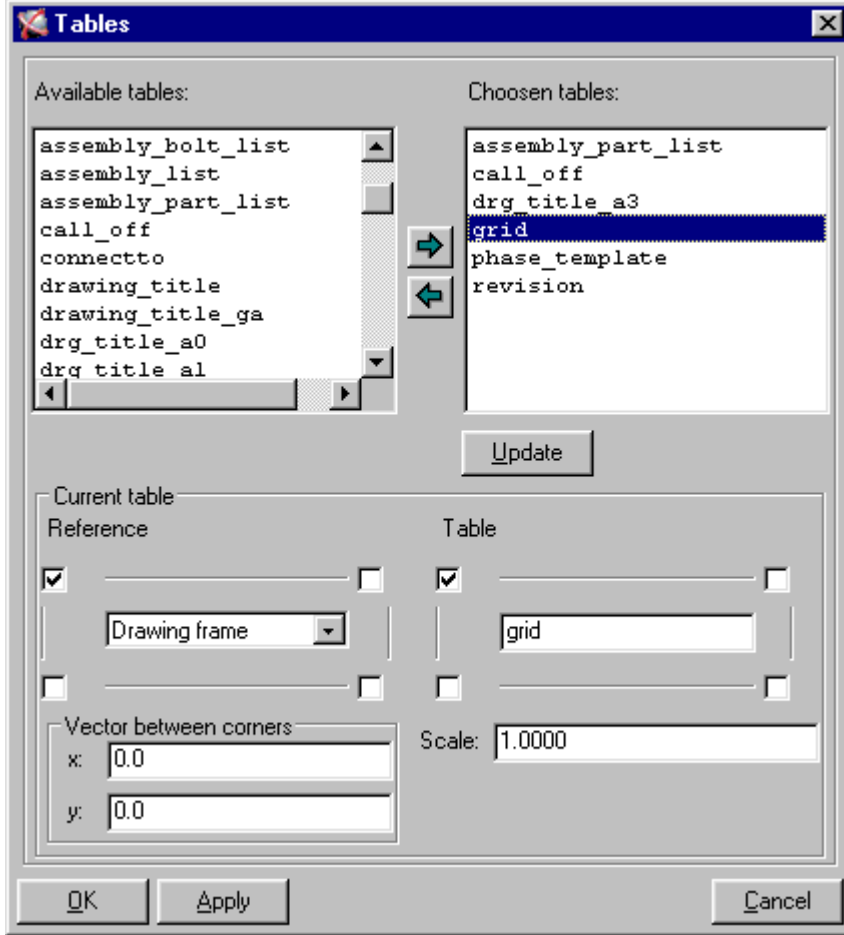 Tables
Available tables:
assembly_bolt_list
assembly_list
assembly_part_list
call_off
connectto
drawing_title
drawing_title_ga
drg_title_a0
drg_title_a1
Choosen tables:
assembly_part_list
call_off
drg_title_a3
grid
phase_template
revision
Update
Current table
Reference
Drawing frame
Vector between corners
x: 0.0
y: 0.0
Table
grid
Scale: 1.0000
OK
Apply
Cancel